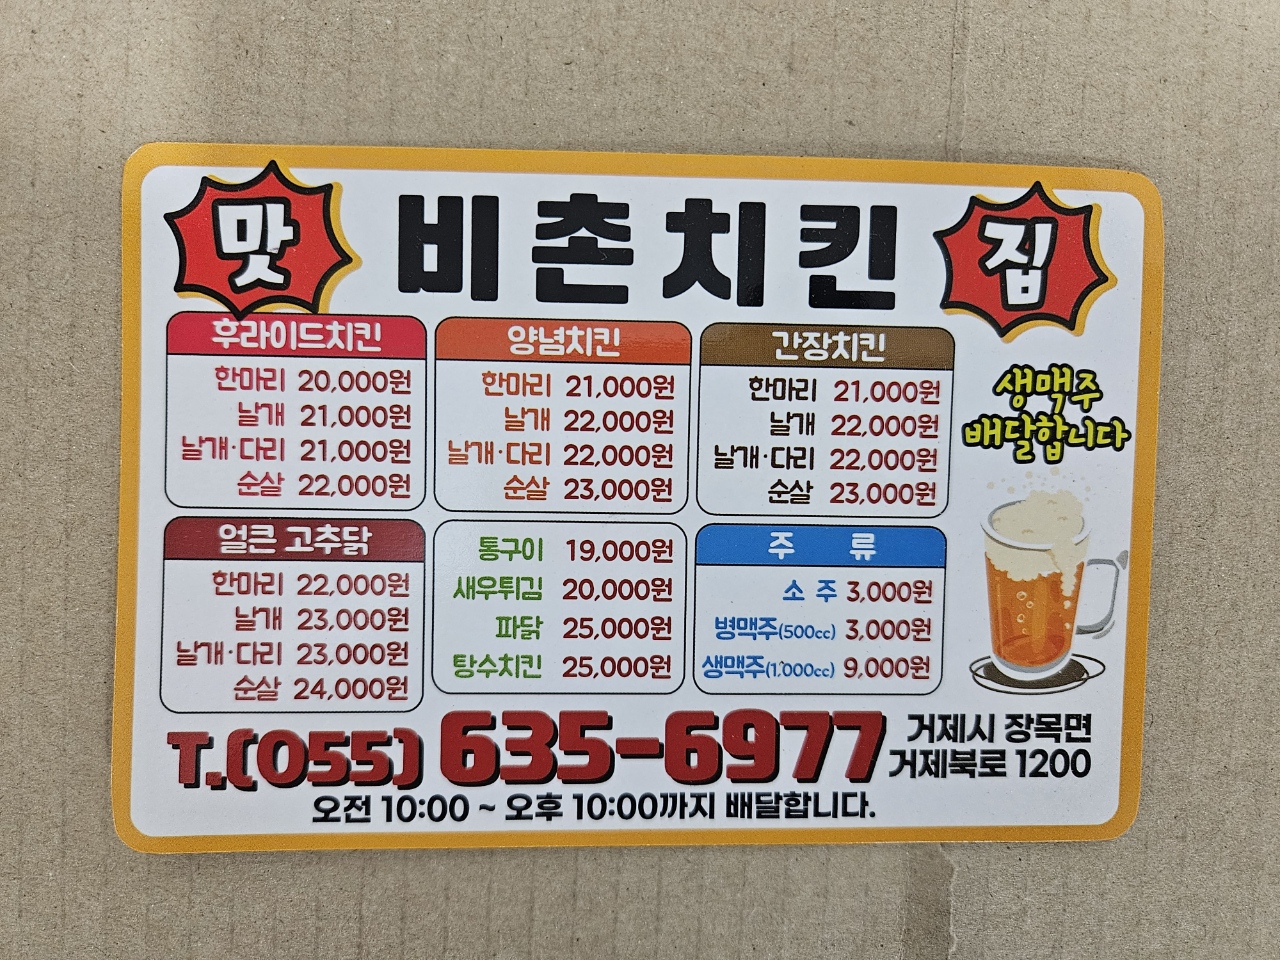 맛 비촌치킨 집
후라이드치킨
한마리 20,000원
날개 21,000원
날개·다리 21,000원
순살 22,000원
양념치킨
한마리 21,000원
날개 22,000원
날개·다리 22,000원
순살 23,000원
간장치킨
한마리 21,000원
날개 22,000원
날개·다리 22,000원
순살 23,000원
생맥주
배달합니다
얼큰 고추닭
한마리 22,000원
날개 23,000원
날개·다리 23,000원
순살 24,000원
통구이 19,000원
새우튀김 20,000원
파닭 25,000원
탕수치킨 25,000원
주 류
소 주 3,000원
병맥주(500cc) 3,000원
생맥주(1,000cc) 9,000원
T.(055) 635-6977
거제시 장목면
거제북로 1200
오전 10:00 ~ 오후 10:00까지 배달합니다.